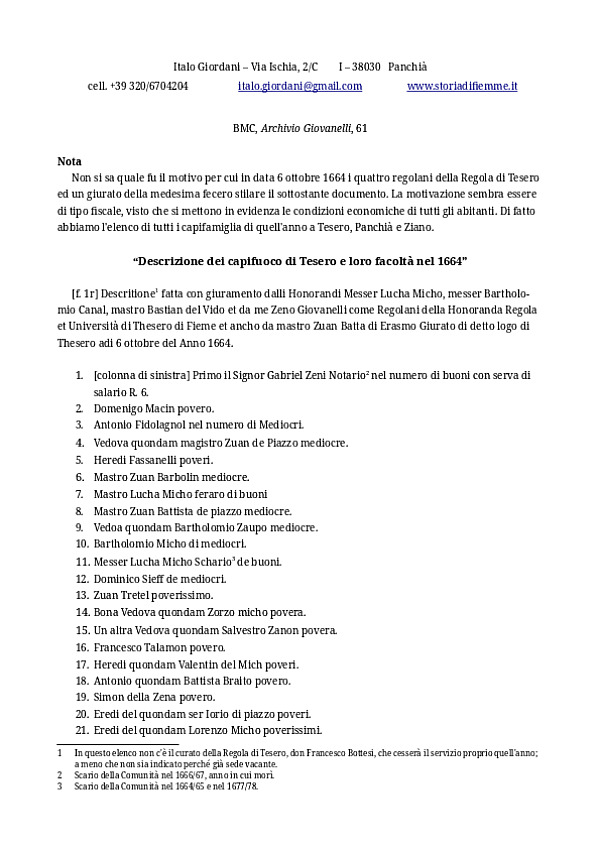 Italo Giordani – Via Ischia, 2/C I – 38030 Panchià
cell. +39 320/6704204 italo.giordani@gmail.com www.storiadifiemme.it
BMC, Archivio Giovanelli, 61
Nota
Non si sa quale fu il motivo per cui in data 6 ottobre 1664 i quattro regolani della Regola di Tesero
ed un giurato della medesima fecero stilare il sottostante documento. La motivazione sembra essere
di tipo fiscale, visto che si mettono in evidenza le condizioni economiche di tutti gli abitanti. Di fatto
abbiamo l'elenco di tutti i capifamiglia di quell'anno a Tesero, Panchià e Ziano.
“Descrizione dei capifuoco di Tesero e loro facoltà nel 1664”
[f. 1r] Descritione1 fatta con giuramento dalli Honorandi Messer Lucha Micho, messer Bartholo-
mio Canal, mastro Bastian del Vido et da me Zeno Giovanelli come Regolani della Honoranda Regola
et Università di Thesero di Fieme et ancho da mastro Zuan Batta di Erasmo Giurato di detto logo di
Thesero adi 6 ottobre del Anno 1664.
1. [colonna di sinistra] Primo il Signor Gabriel Zeni Notario2 nel numero di buoni con serva di
salario R. 6.
2. Domenigo Macin povero.
3. Antonio Fidolagnol nel numero di Mediocri.
4. Vedova quondam magistro Zuan de Piazzo mediocre.
5. Heredi Fassanelli poveri.
6. Mastro Zuan Barbolin mediocre.
7. Mastro Lucha Micho feraro di buoni
8. Mastro Zuan Battista de piazzo mediocre.
9. Vedoa quondam Bartholomio Zaupo mediocre.
10. Bartholomio Micho di mediocri.
11. Messer Lucha Micho Schario3 de buoni.
12. Dominico Sieff de mediocri.
13. Zuan Tretel poverissimo.
14. Bona Vedova quondam Zorzo micho povera.
15. Un altra Vedova quondam Salvestro Zanon povera.
16. Francesco Talamon povero.
17. Heredi quondam Valentin del Mich poveri.
18. Antonio quondam Battista Braito povero.
19. Simon della Zena povero.
20. Eredi del quondam ser Iorio di piazzo poveri.
21. Eredi del quondam Lorenzo Micho poverissimi.
1 In questo elenco non c'è il curato della Regola di Tesero, don Francesco Bottesi, che cesserà il servizio proprio quell'anno;
a meno che non sia indicato perché già sede vacante.
2 Scario della Comunità nel 1666/67, anno in cui morì.
3 Scario della Comunità nel 1664/65 e nel 1677/78.